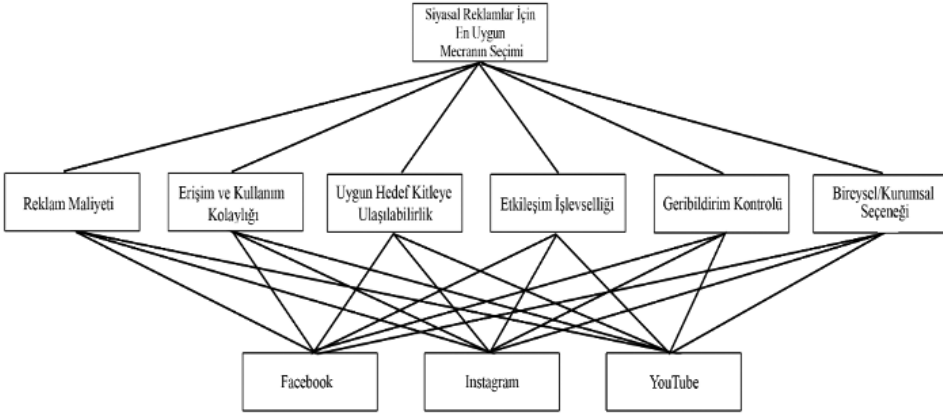 Siyasal Reklamlar İçin
En Uygun
Mecranın Seçimi
Reklam Maliyeti
Erişim ve Kullanım
Kolaylığı
Uygun Hedef Kitleye
Ulaşılabilirlik
Etkileşim İşlevselliği
Geribildirim Kontrolü
Bireysel/Kurumsal
Seçeneği
Facebook
Instagram
YouTube